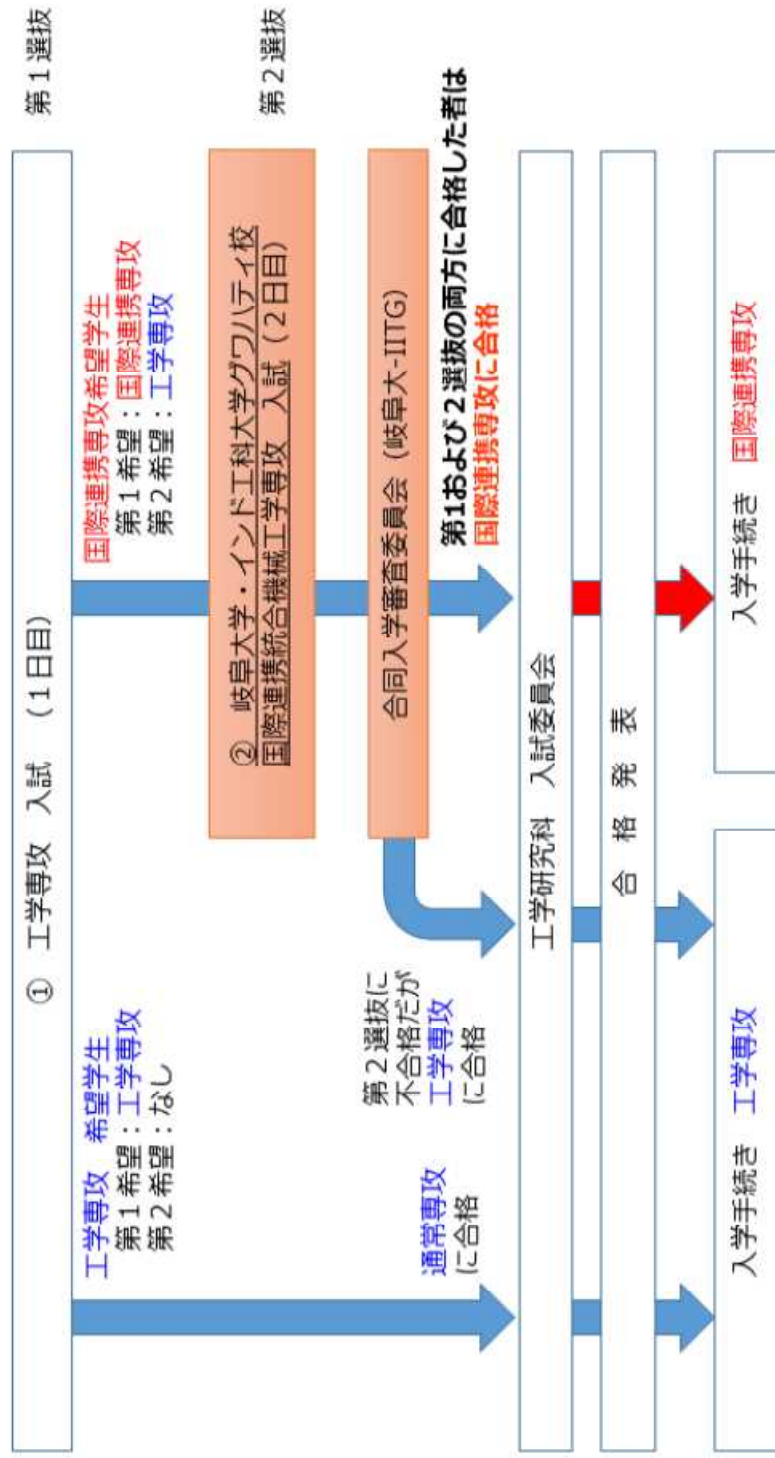 ① 工学専攻 入試 （1日目）
第1選抜
工学専攻 希望学生
第1希望：工学専攻
第2希望：なし
国際連携専攻希望学生
第1希望：国際連携専攻
第2希望：工学専攻
② 岐阜大学・インド工科大学グワハティ校
国際連携統合機械工学専攻 入試（2日目）
第2選抜
合同入学審査委員会（岐阜大-IITG）
通常専攻
に合格
第2選抜に
不合格だが
工学専攻
に合格
第1および2選抜の両方に合格した者は
国際連携専攻に合格
工学研究科 入試委員会
合 格 発 表
入学手続き 工学専攻
入学手続き 国際連携専攻